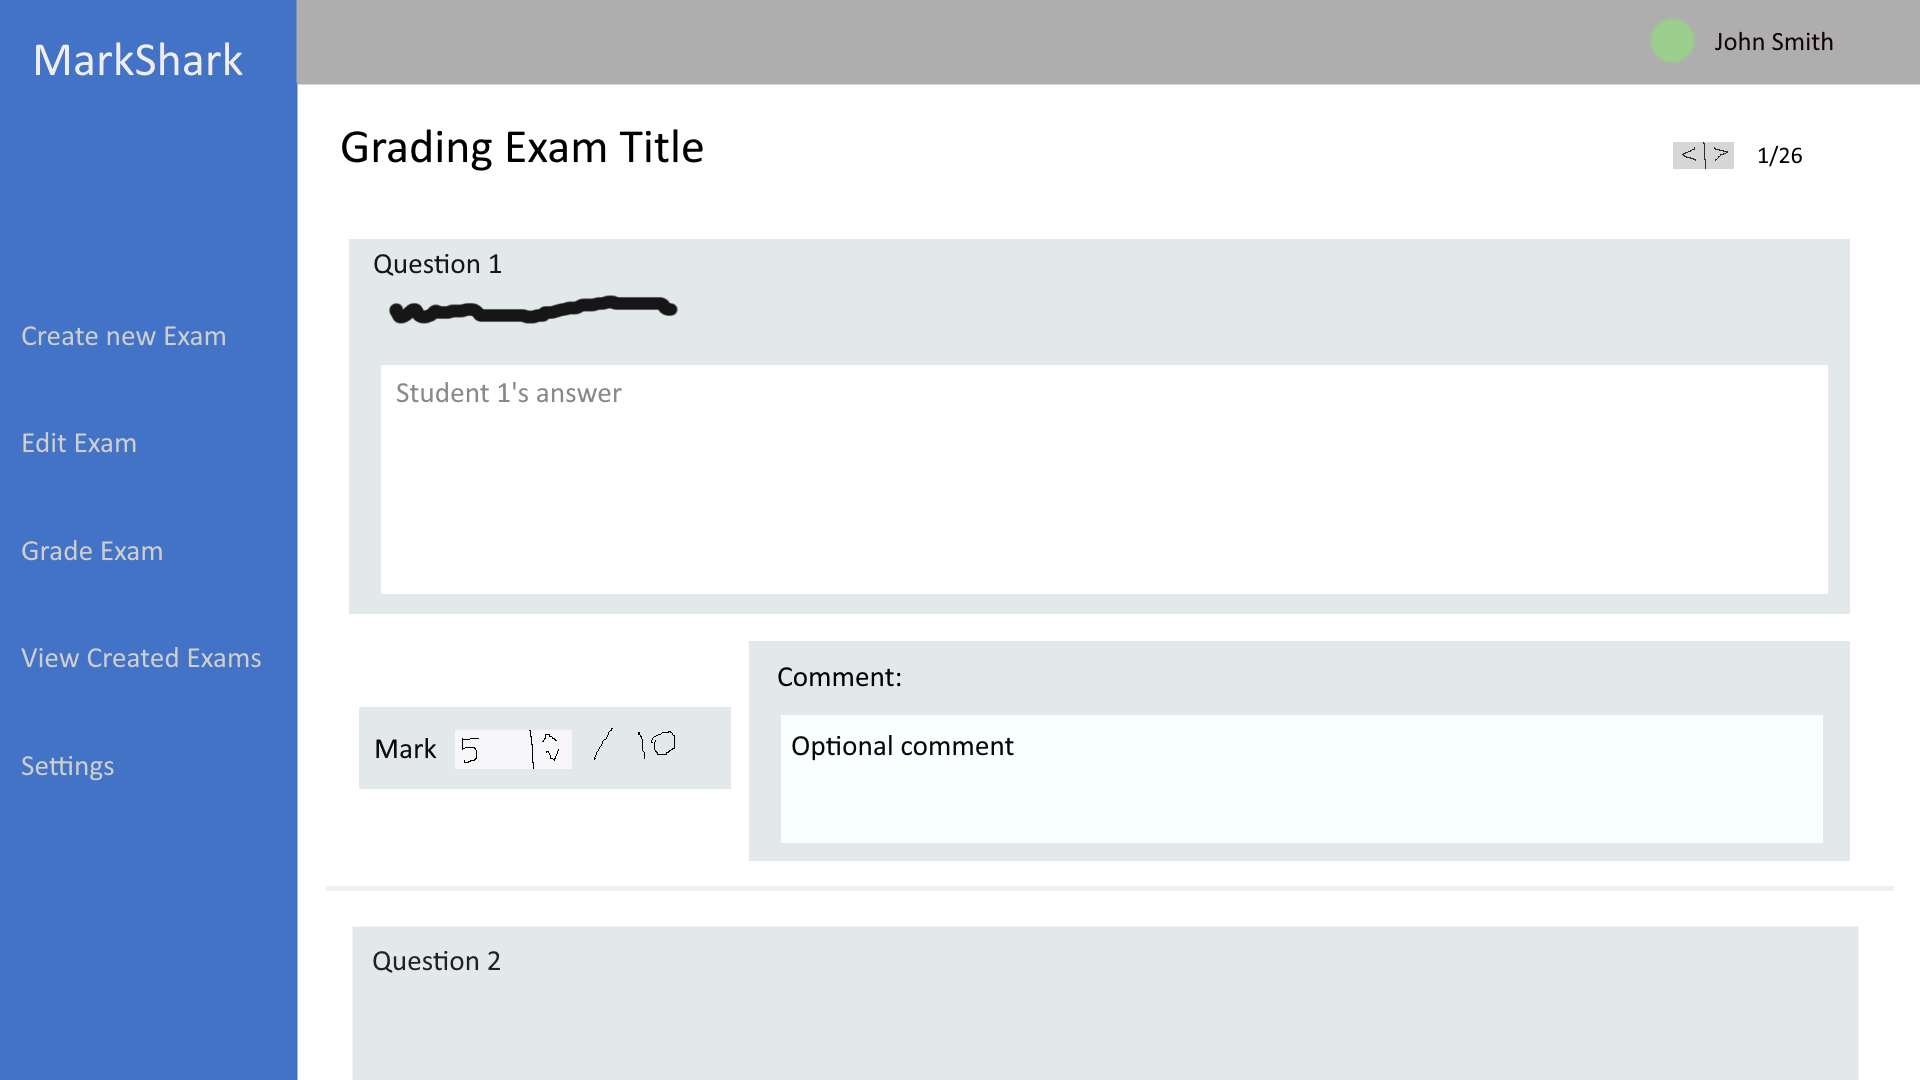 MarkShark
John Smith
Grading Exam Title
< | > 1/26
Question 1
Create new Exam
Student 1's answer
Edit Exam
Grade Exam
View Created Exams
Comment:
Mark 5 / 10
Optional comment
Settings
Question 2